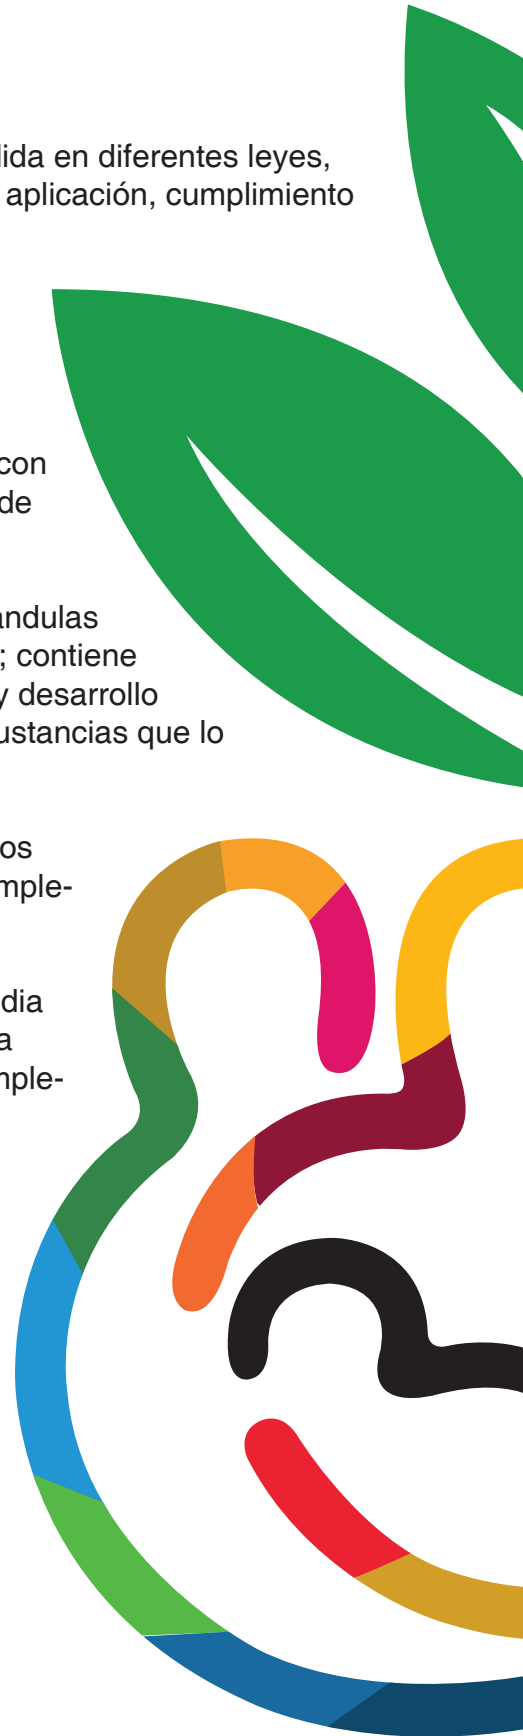 lida en diferentes leyes,
aplicación, cumplimiento
con
de
ándulas
; contiene
y desarrollo
ustancias que lo
os
mple-
dia
a
mple-